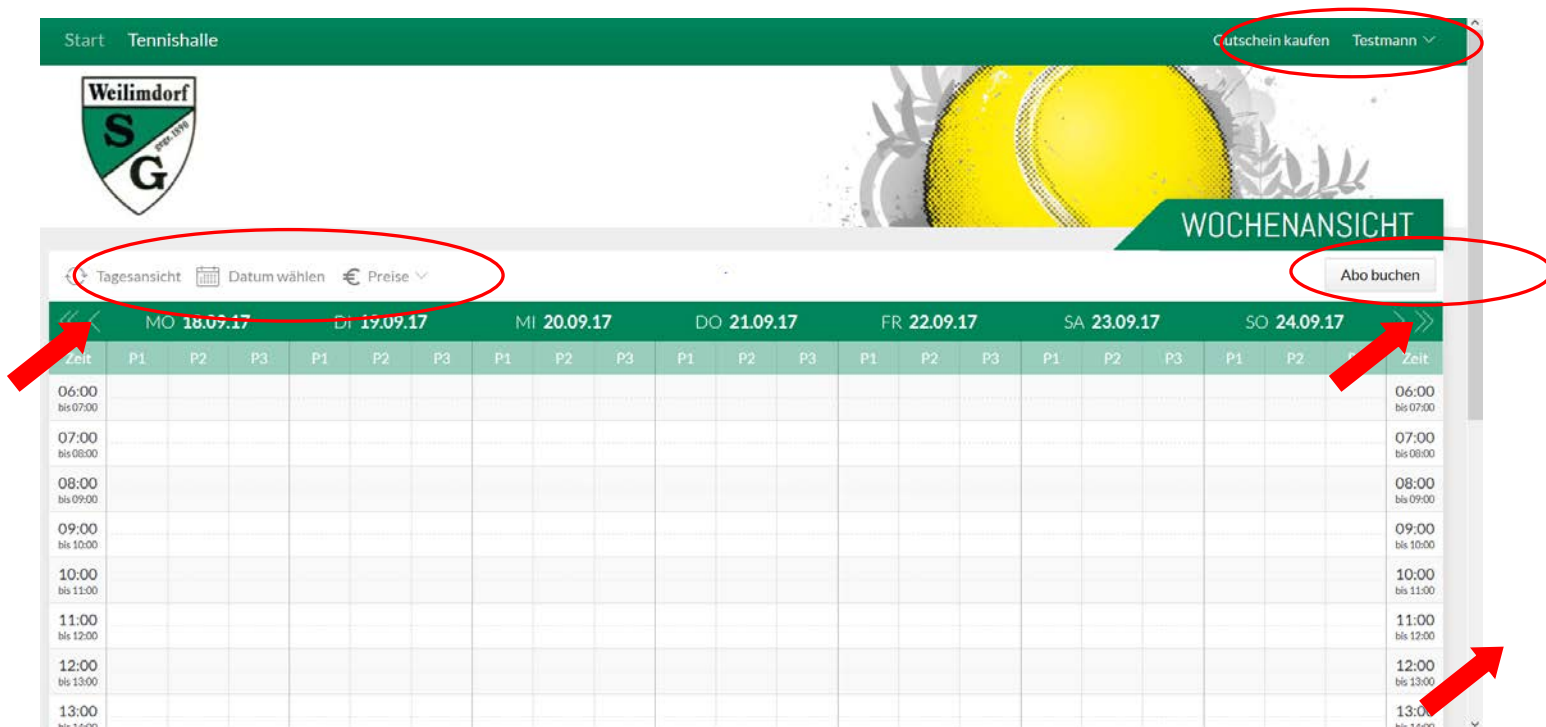 Start Tennishalle Gutschein kaufen Testmann
Weilimdorf
S
gegr. 1890
G
WOCHENANSICHT
Tagesansicht Datum wählen € Preise Abo buchen
MO 18.09.17 DI 19.09.17 MI 20.09.17 DO 21.09.17 FR 22.09.17 SA 23.09.17 SO 24.09.17
Zeit P1 P2 P3 P1 P2 P3 P1 P2 P3 P1 P2 P3 P1 P2 P3 P1 P2 P3 P1 P2 Zeit
06:00 06:00
bis 07:00 bis 07:00
07:00 07:00
bis 08:00 bis 08:00
08:00 08:00
bis 09:00 bis 09:00
09:00 09:00
bis 10:00 bis 10:00
10:00 10:00
bis 11:00 bis 11:00
11:00 11:00
bis 12:00 bis 12:00
12:00 12:00
bis 13:00 bis 13:00
13:00